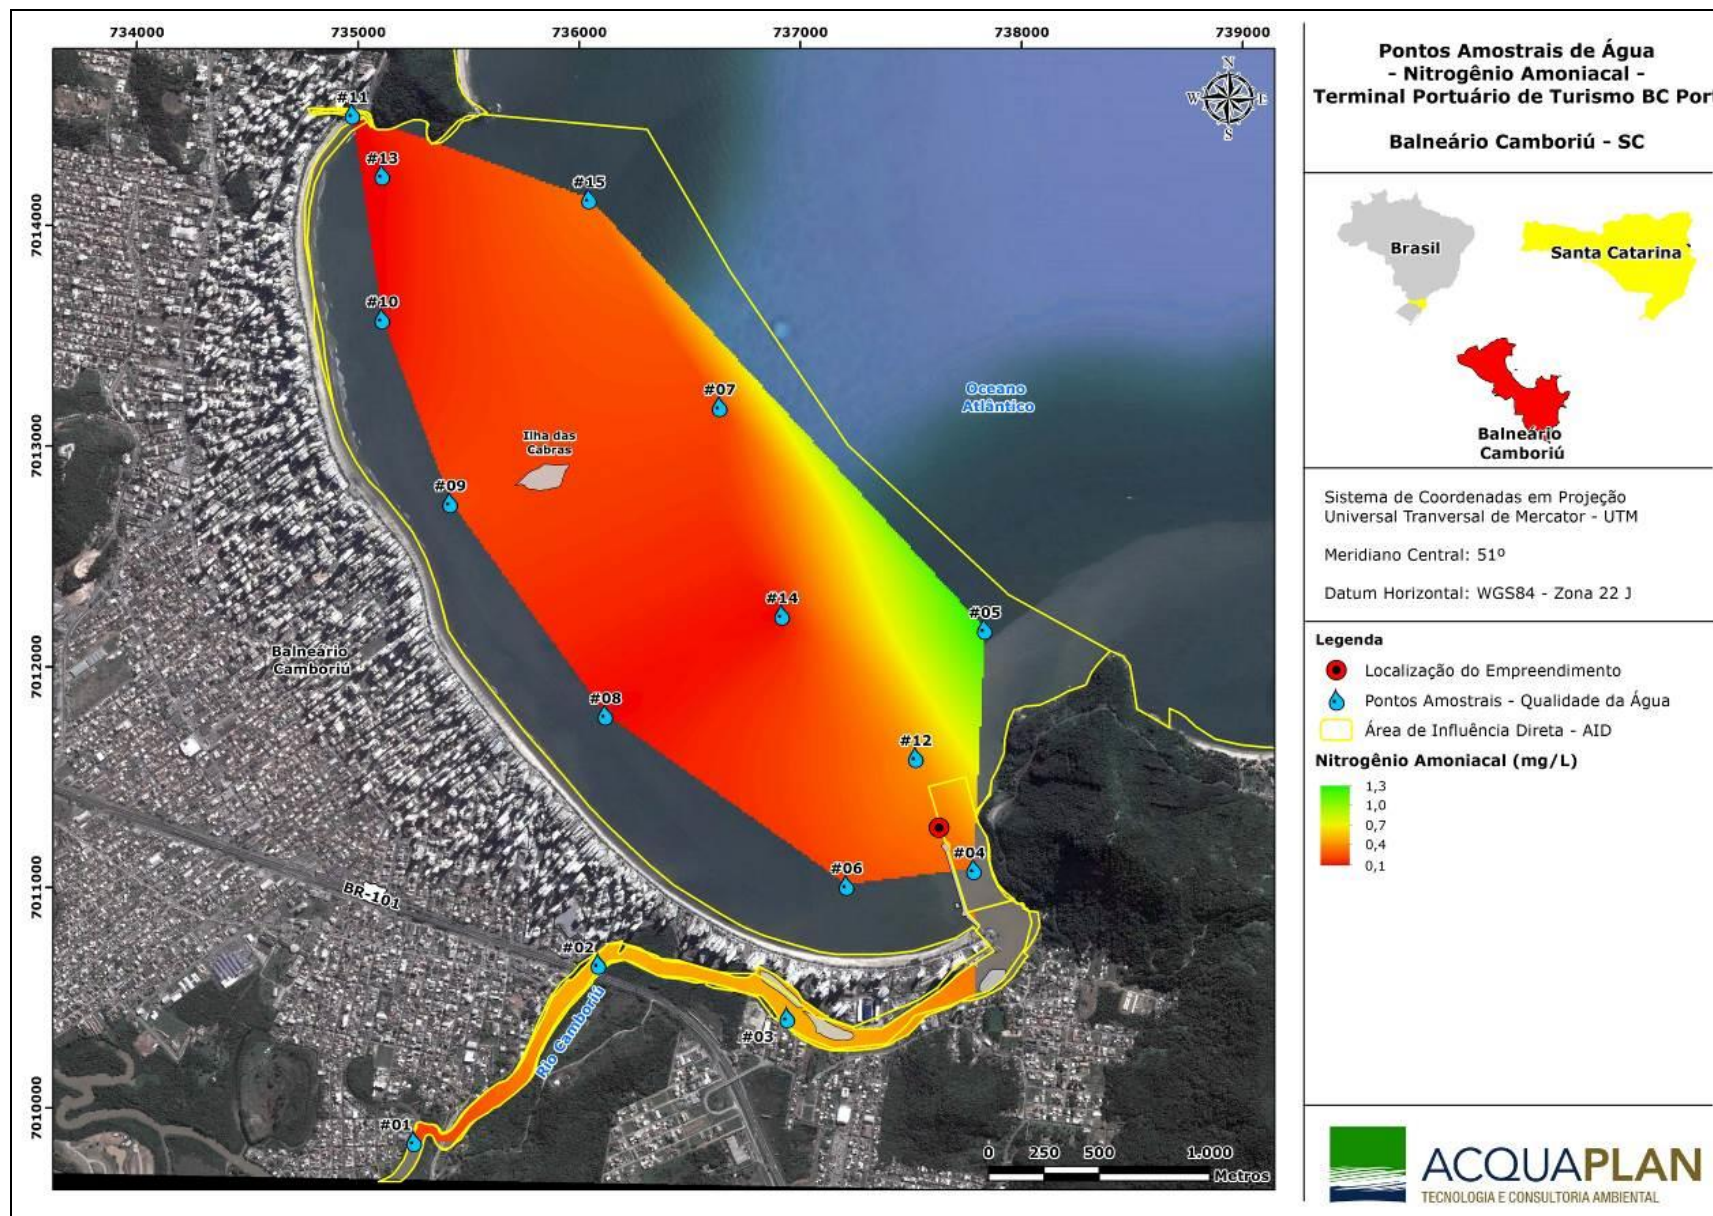 734000
735000
736000
737000
738000
739000
7014000
7013000
7012000
7011000
7010000
N
W
E
S
#11
#13
#15
#10
#07
Oceano
Atlântico
Ilha das
Cabras
#09
#14
#05
Balneário
Camboriú
#08
#12
#04
#06
BR-101
#02
#03
Rio Camboriú
#01
0 250 500 1.000
Metros
Pontos Amostrais de Água
- Nitrogênio Amoniacal -
Terminal Portuário de Turismo BC Port
Balneário Camboriú - SC
Brasil
Santa Catarina
Balneário
Camboriú
Sistema de Coordenadas em Projeção
Universal Tranversal de Mercator - UTM
Meridiano Central: 51º
Datum Horizontal: WGS84 - Zona 22 J
Legenda
Localização do Empreendimento
Pontos Amostrais - Qualidade da Água
Área de Influência Direta - AID
Nitrogênio Amoniacal (mg/L)
1,3
1,0
0,7
0,4
0,1
ACQUAPLAN
TECNOLOGIA E CONSULTORIA AMBIENTAL